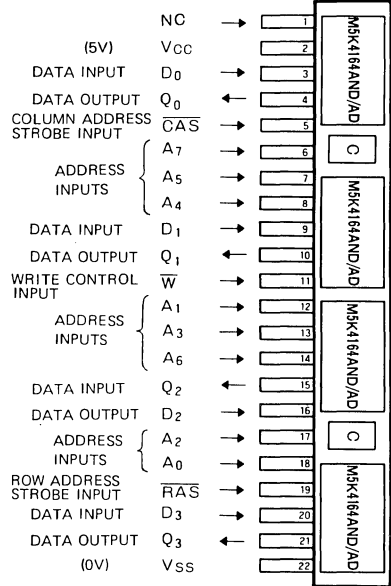 NC → 1
(5V) VCC 2
DATA INPUT D0 → 3
DATA OUTPUT Q0 ← 4
COLUMN ADDRESS
STROBE INPUT C̅A̅S̅ → 5
A7 → 6
ADDRESS
INPUTS
A5 → 7
A4 → 8
DATA INPUT D1 → 9
DATA OUTPUT Q1 ← 10
WRITE CONTROL
INPUT W̅ → 11
A1 → 12
ADDRESS
INPUTS
A3 → 13
A6 → 14
DATA INPUT Q2 ← 15
DATA OUTPUT D2 → 16
ADDRESS
INPUTS
A2 → 17
A0 → 18
ROW ADDRESS
STROBE INPUT R̅A̅S̅ → 19
DATA INPUT D3 → 20
DATA OUTPUT Q3 ← 21
(0V) VSS 22
M5K4164AND/AD
C
M5K4164AND/AD
M5K4164AND/AD
C
M5K4164AND/AD